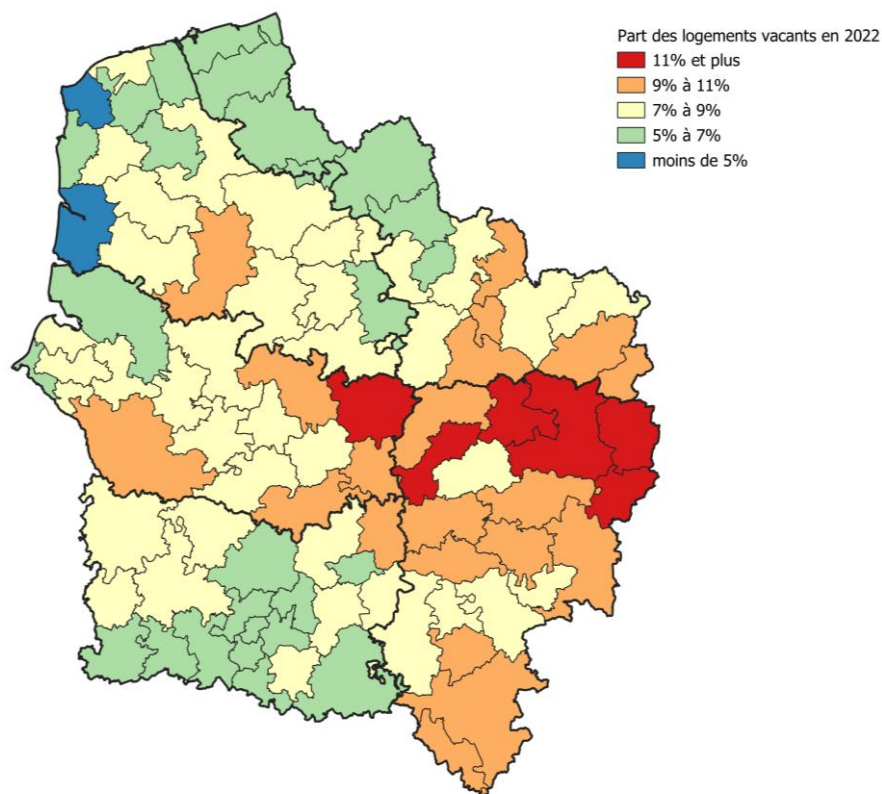 Part des logements vacants en 2022
11% et plus
9% à 11%
7% à 9%
5% à 7%
moins de 5%